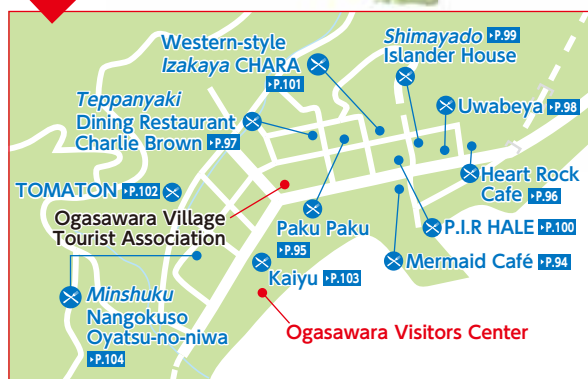 Western-style
Izakaya CHARA
▸P.101
Shimayado ▸P.99
Islander House
Teppanyaki
Dining Restaurant
Charlie Brown ▸P.97
Uwabeya ▸P.98
TOMATON ▸P.102
Heart Rock
Cafe ▸P.96
Ogasawara Village
Tourist Association
Paku Paku
▸P.95
P.I.R HALE ▸P.100
Kaiyu ▸P.103
Mermaid Café ▸P.94
Minshuku
Nangokuso
Oyatsu-no-niwa
▸P.104
Ogasawara Visitors Center